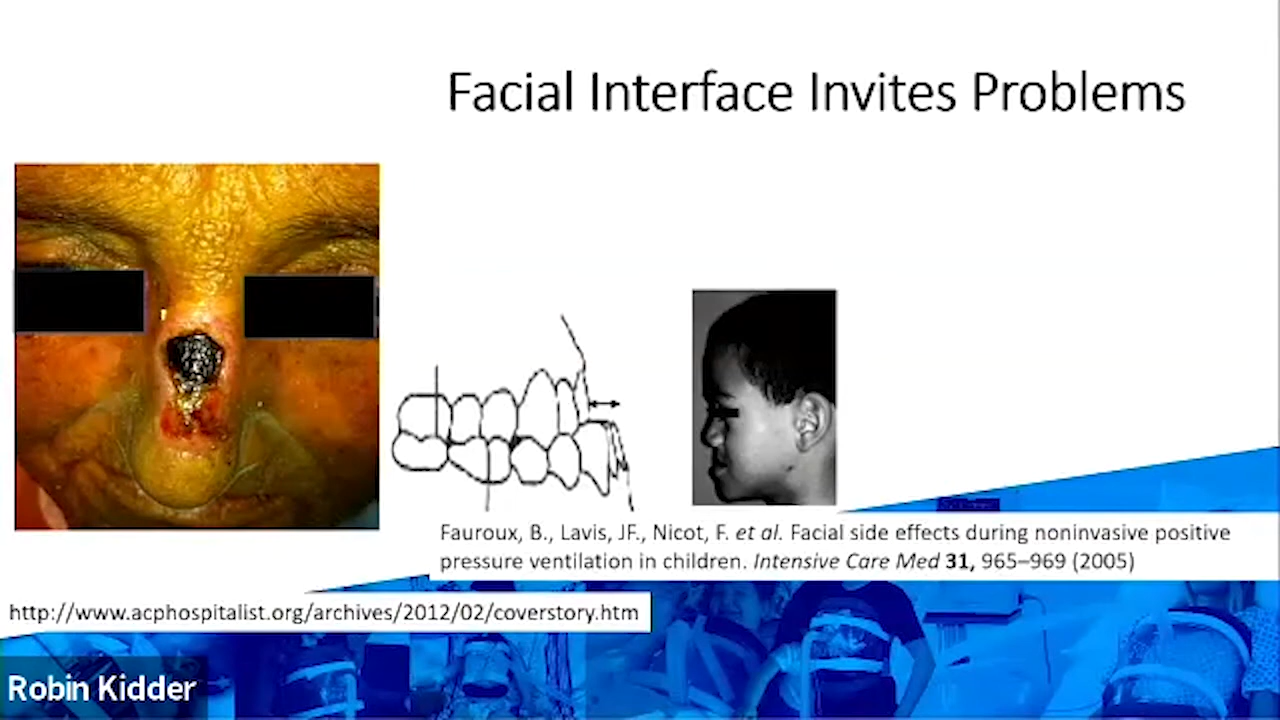 Facial Interface Invites Problems
Fauroux, B., Lavis, JF., Nicot, F. et al. Facial side effects during noninvasive positive
pressure ventilation in children. Intensive Care Med 31, 965–969 (2005)
http://www.acphospitalist.org/archives/2012/02/coverstory.htm
Robin Kidder